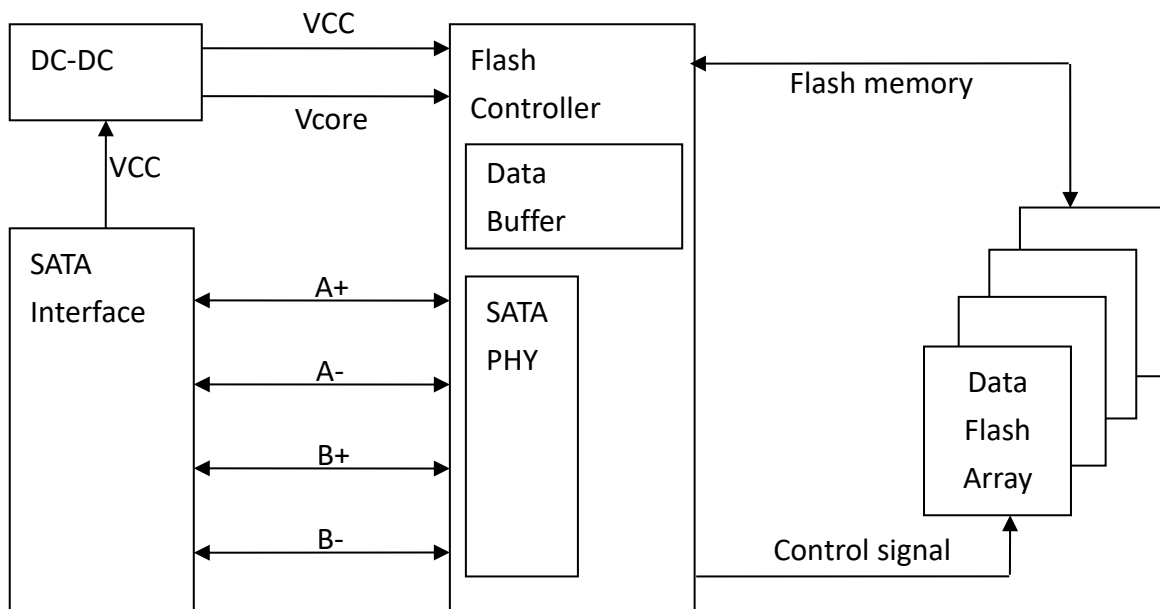 VCC
DC-DC
Flash
Controller
Flash memory
Vcore
VCC
Data
Buffer
SATA
Interface
A+
SATA
PHY
A-
B+
B-
Data
Flash
Array
Control signal